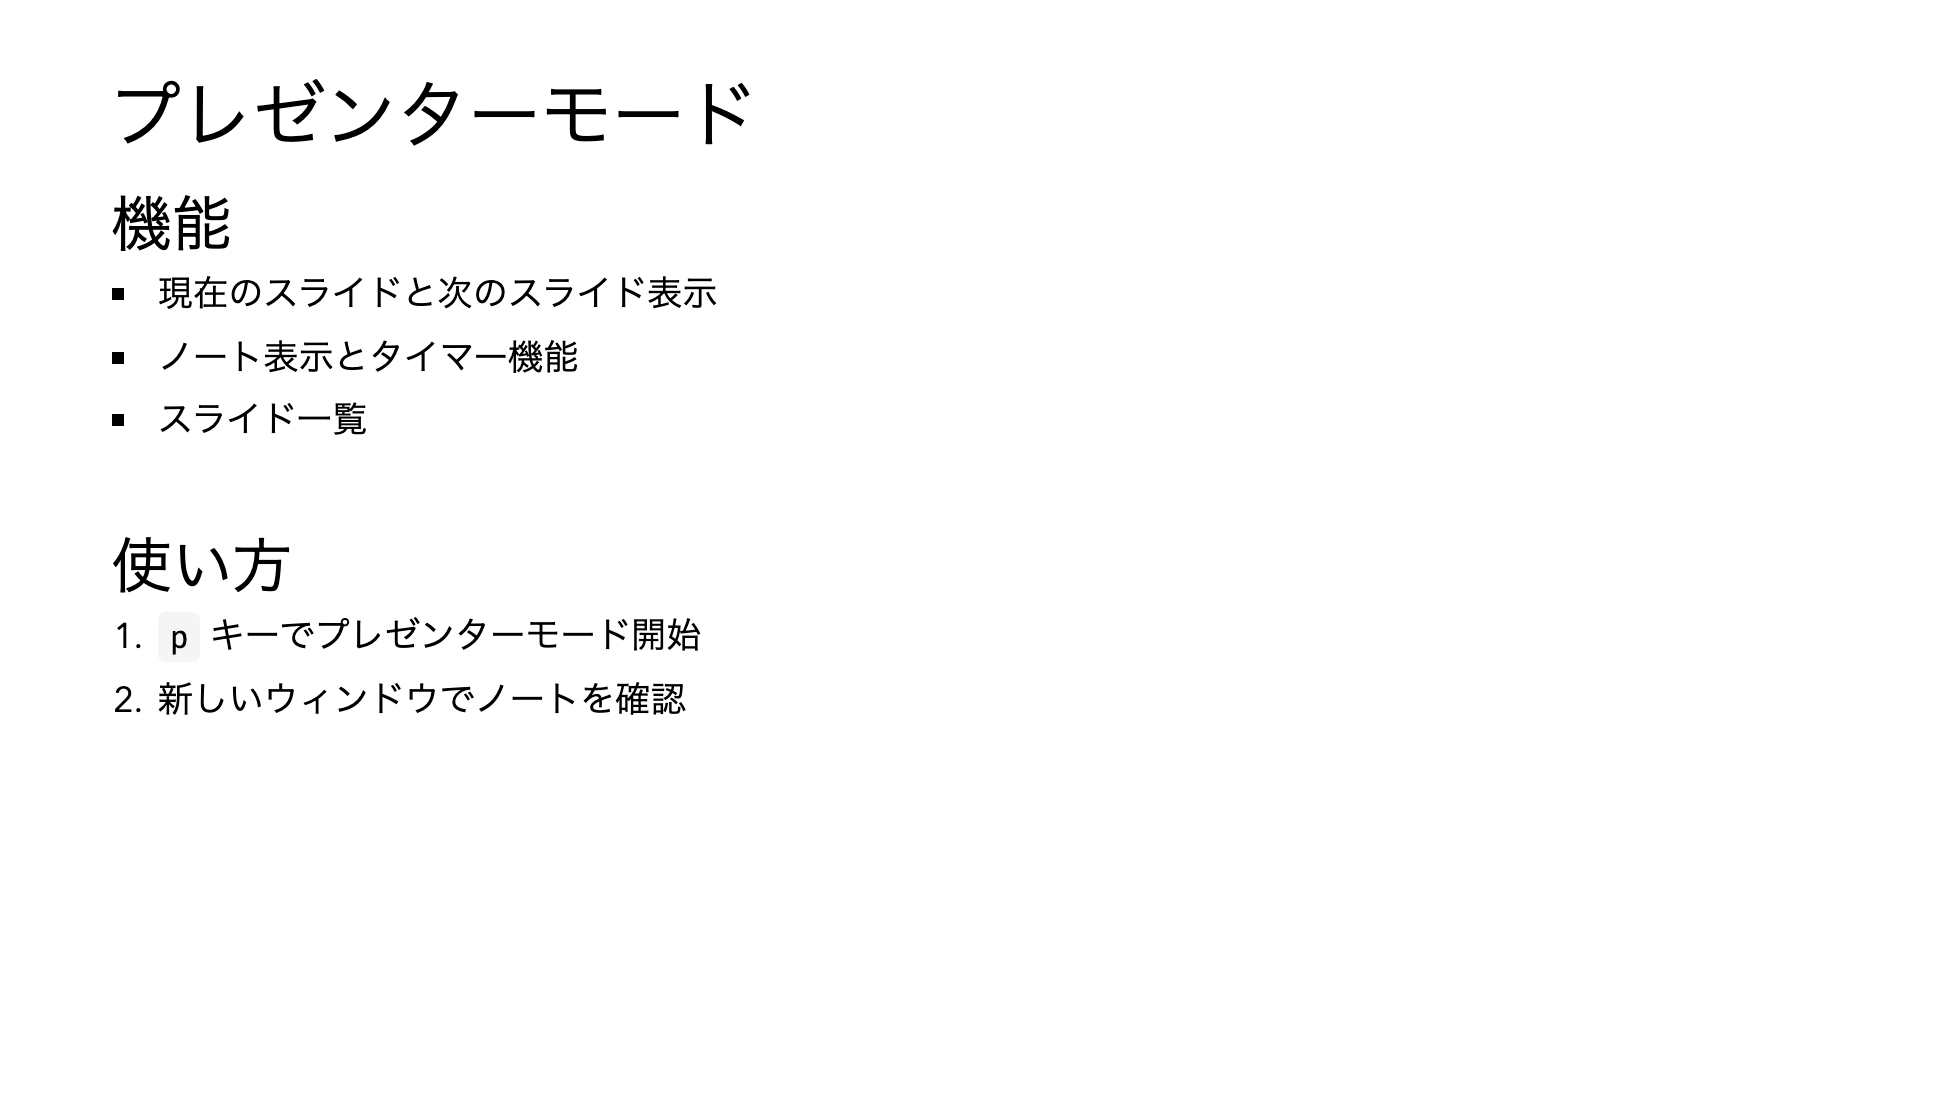 プレゼンターモード
機能
▪ 現在のスライドと次のスライド表示
▪ ノート表示とタイマー機能
▪ スライド一覧
使い方
1. p キーでプレゼンターモード開始
2. 新しいウィンドウでノートを確認